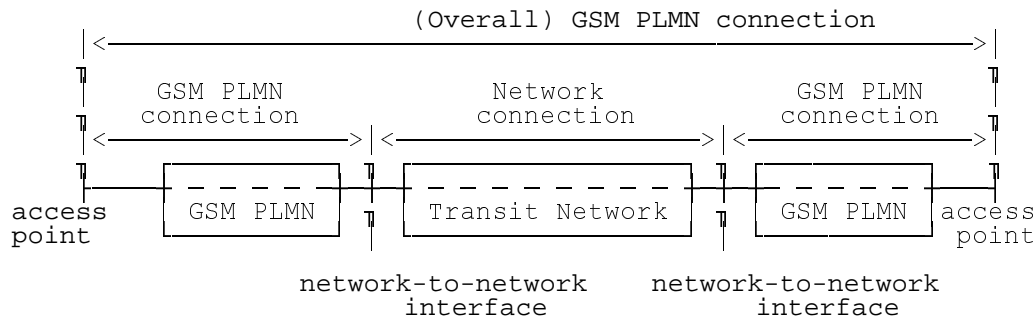 (Overall) GSM PLMN connection
GSM PLMN
connection
Network
connection
GSM PLMN
connection
GSM PLMN
Transit Network
GSM PLMN
access
point
access
point
network-to-network
interface
network-to-network
interface